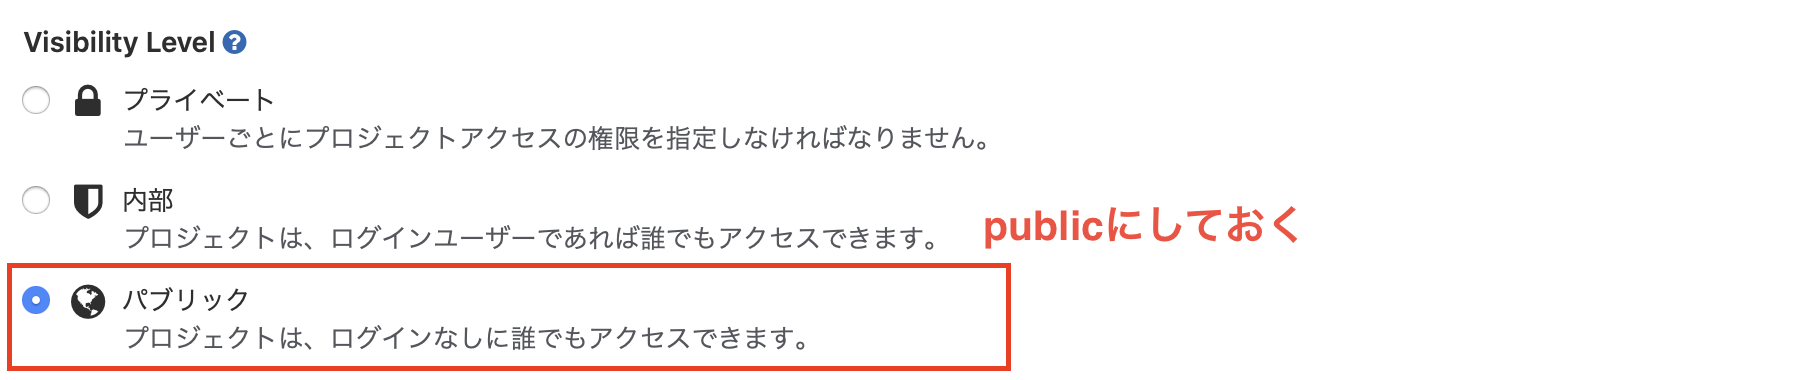 Visibility Level ?
プライベート
ユーザーごとにプロジェクトアクセスの権限を指定しなければなりません。
内部
プロジェクトは、ログインユーザーであれば誰でもアクセスできます。
publicにしておく
パブリック
プロジェクトは、ログインなしに誰でもアクセスできます。